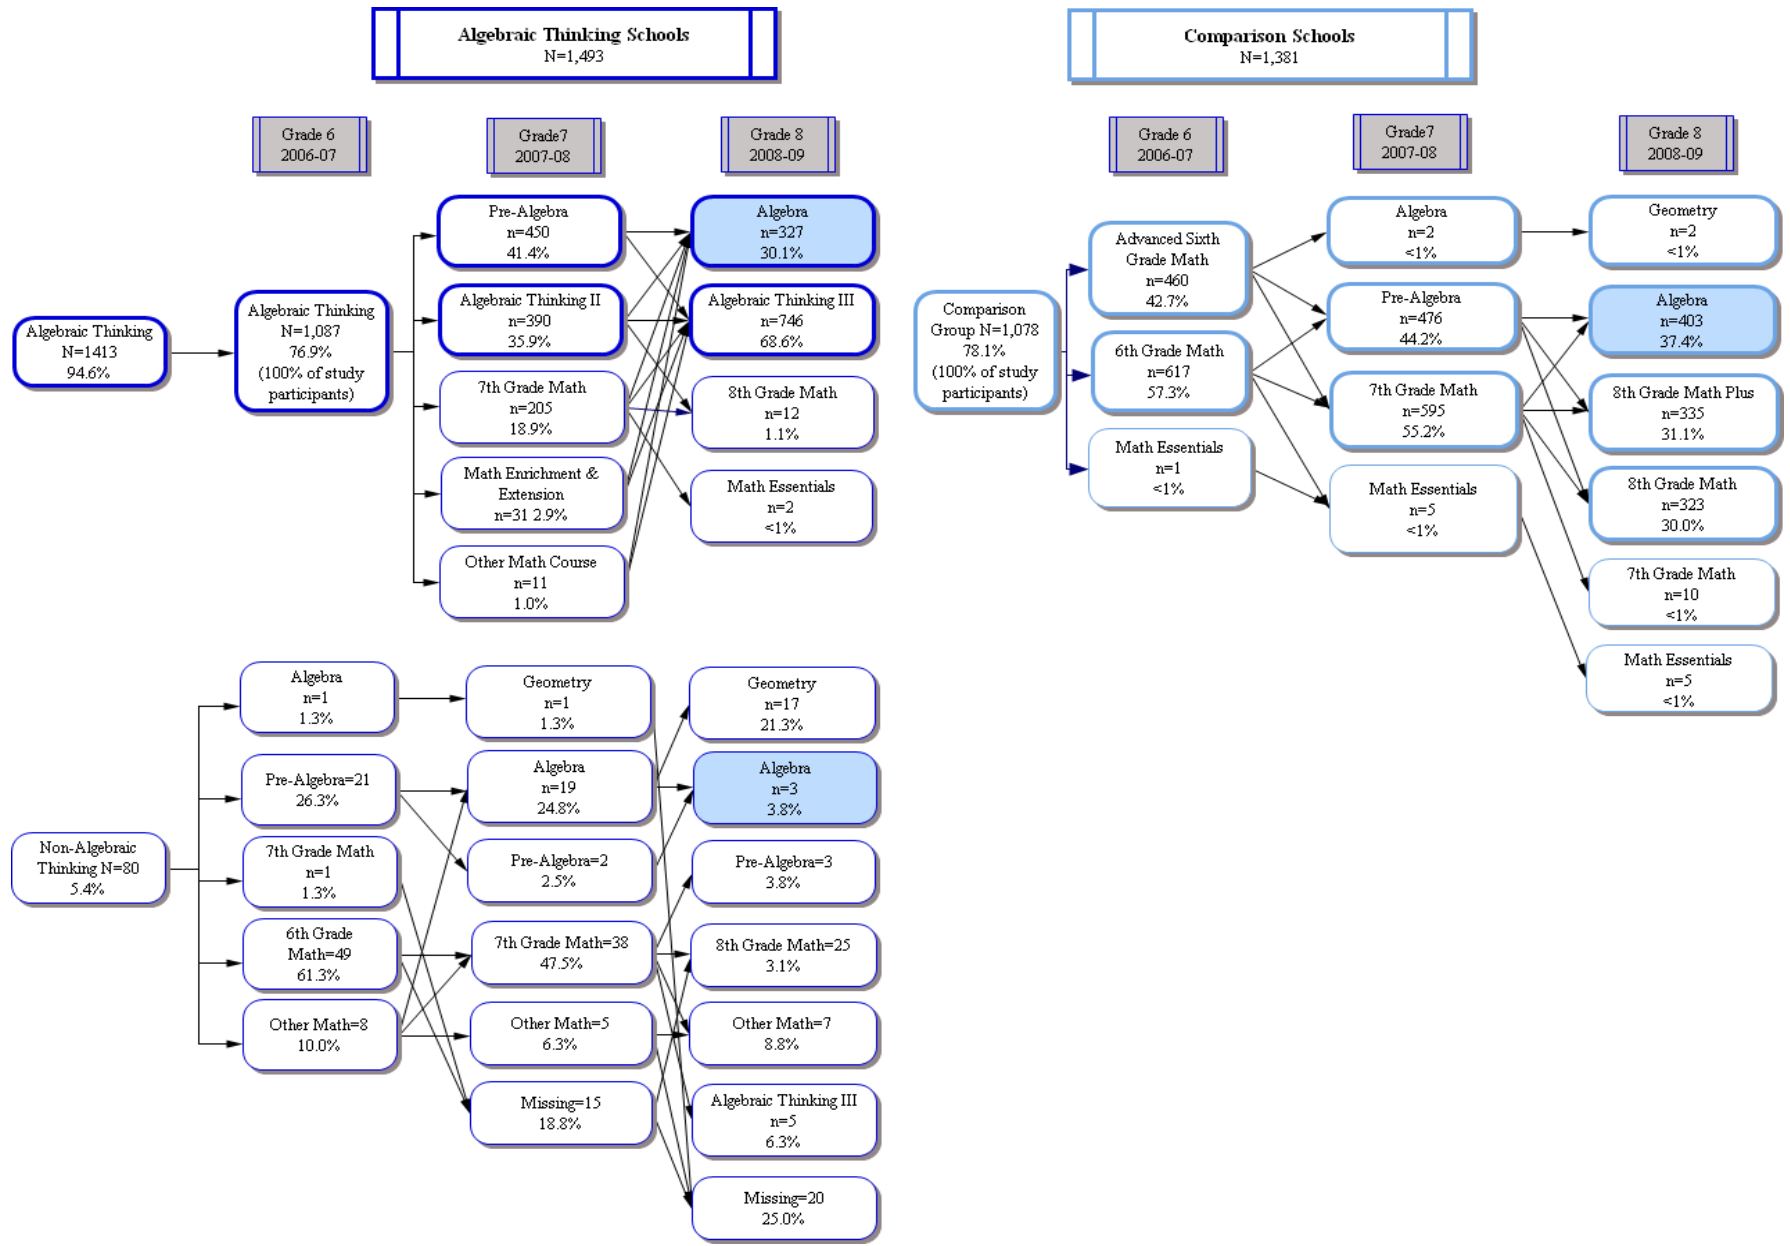 Algebraic Thinking Schools
N=1,493
Comparison Schools
N=1,381
Grade 6
2006-07
Grade7
2007-08
Grade 8
2008-09
Grade 6
2006-07
Grade7
2007-08
Grade 8
2008-09
Algebraic Thinking
N=1413
94.6%
Algebraic Thinking
N=1,087
76.9%
(100% of study
participants)
Pre-Algebra
n=450
41.4%
Algebraic Thinking II
n=390
35.9%
7th Grade Math
n=205
18.9%
Math Enrichment &
Extension
n=31 2.9%
Other Math Course
n=11
1.0%
Algebra
n=327
30.1%
Algebraic Thinking III
n=746
68.6%
8th Grade Math
n=12
1.1%
Math Essentials
n=2
<1%
Comparison
Group N=1,078
78.1%
(100% of study
participants)
Advanced Sixth
Grade Math
n=460
42.7%
6th Grade Math
n=617
57.3%
Math Essentials
n=1
<1%
Algebra
n=2
<1%
Pre-Algebra
n=476
44.2%
7th Grade Math
n=595
55.2%
Math Essentials
n=5
<1%
Geometry
n=2
<1%
Algebra
n=403
37.4%
8th Grade Math Plus
n=335
31.1%
8th Grade Math
n=323
30.0%
7th Grade Math
n=10
<1%
Math Essentials
n=5
<1%
Non-Algebraic
Thinking N=80
5.4%
Algebra
n=1
1.3%
Pre-Algebra=21
26.3%
7th Grade Math
n=1
1.3%
6th Grade
Math=49
61.3%
Other Math=8
10.0%
Geometry
n=1
1.3%
Algebra
n=19
24.8%
Pre-Algebra=2
2.5%
7th Grade Math=38
47.5%
Other Math=5
6.3%
Missing=15
18.8%
Geometry
n=17
21.3%
Algebra
n=3
3.8%
Pre-Algebra=3
3.8%
8th Grade Math=25
3.1%
Other Math=7
8.8%
Algebraic Thinking III
n=5
6.3%
Missing=20
25.0%